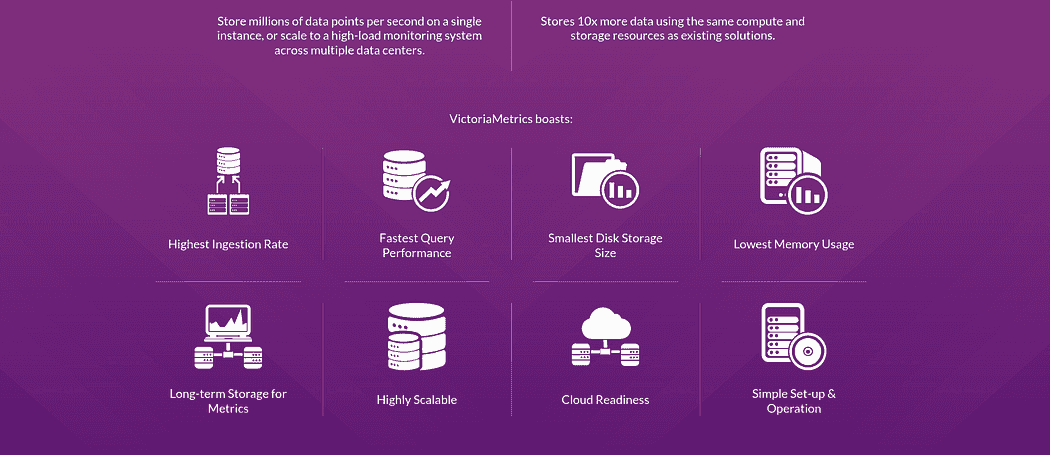 Store millions of data points per second on a single
instance, or scale to a high-load monitoring system
across multiple data centers.
Stores 10x more data using the same compute and
storage resources as existing solutions.
VictoriaMetrics boasts:
Highest Ingestion Rate
Fastest Query
Performance
Smallest Disk Storage
Size
Lowest Memory Usage
Long-term Storage for
Metrics
Highly Scalable
Cloud Readiness
Simple Set-up &
Operation